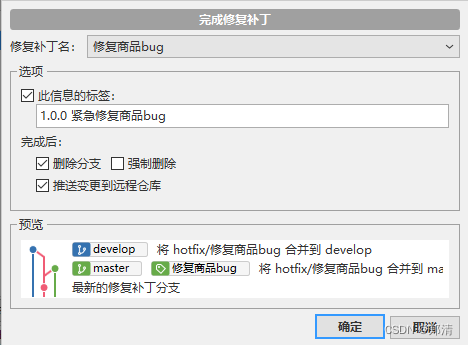 完成修复补丁
修复补丁名： 修复商品bug
选项
此信息的标签：
1.0.0 紧急修复商品bug
完成后：
删除分支 强制删除
推送变更到远程仓库
预览
develop 将 hotfix/修复商品bug 合并到 develop
master 修复商品bug 将 hotfix/修复商品bug 合并到 ma
最新的修复补丁分支
确定 取消